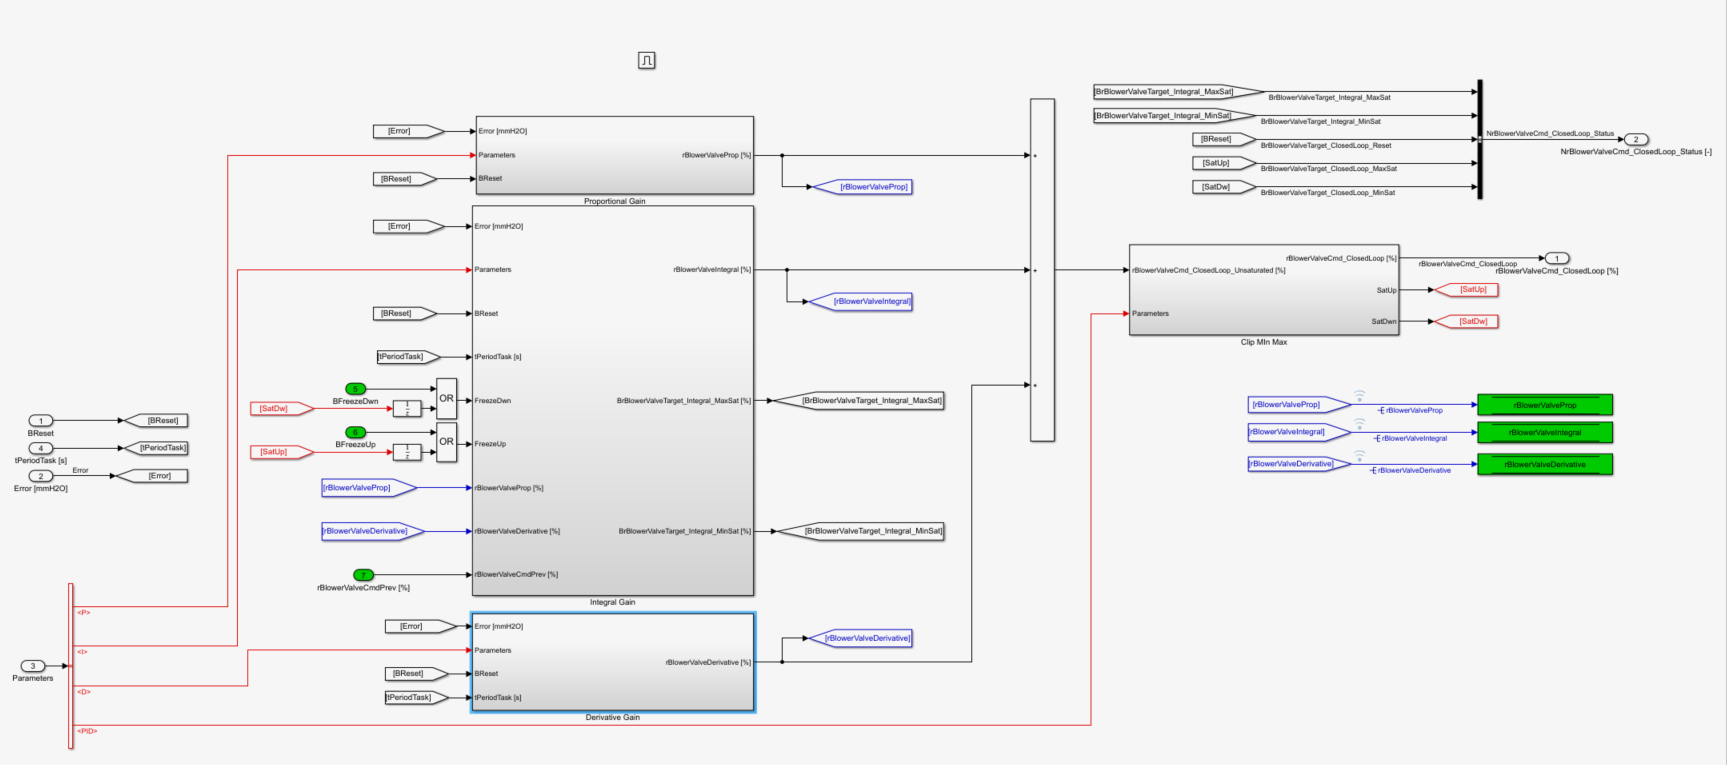 [Error]
Error [mmH2O]
Parameters
rBlowerValveProp [%]
[BReset]
BReset
[rBlowerValveProp]
Proportional Gain
[Error]
Error [mmH2O]
Parameters
rBlowerValveIntegral [%]
[rBlowerValveIntegral]
[BReset]
BReset
[tPeriodTask]
tPeriodTask [s]
5
BFreezeDwn
[SatDw]
1
z
OR
FreezeDwn
BrBlowerValveTarget_Integral_MaxSat [%]
[BrBlowerValveTarget_Integral_MaxSat]
6
BFreezeUp
[SatUp]
1
z
OR
FreezeUp
[rBlowerValveProp]
rBlowerValveProp [%]
[rBlowerValveDerivative]
rBlowerValveDerivative [%]
BrBlowerValveTarget_Integral_MinSat [%]
[BrBlowerValveTarget_Integral_MinSat]
7
rBlowerValveCmdPrev [%]
rBlowerValveCmdPrev [%]
Integral Gain
[Error]
Error [mmH2O]
Parameters
rBlowerValveDerivative [%]
[rBlowerValveDerivative]
[BReset]
BReset
[tPeriodTask]
tPeriodTask [s]
Derivative Gain
1
BReset
[BReset]
4
tPeriodTask [s]
[tPeriodTask]
2
Error [mmH2O]
Error
[Error]
3
Parameters
<P>
<I>
<D>
<PID>
+
+
+
[BrBlowerValveTarget_Integral_MaxSat]
BrBlowerValveTarget_Integral_MaxSat
[BrBlowerValveTarget_Integral_MinSat]
BrBlowerValveTarget_Integral_MinSat
[BReset]
BrBlowerValveTarget_ClosedLoop_Reset
[SatUp]
BrBlowerValveTarget_ClosedLoop_MaxSat
[SatDw]
BrBlowerValveTarget_ClosedLoop_MinSat
NrBlowerValveCmd_ClosedLoop_Status
2
NrBlowerValveCmd_ClosedLoop_Status [-]
rBlowerValveCmd_ClosedLoop_Unsaturated [%]
Parameters
rBlowerValveCmd_ClosedLoop [%]
SatUp
SatDwn
Clip MIn Max
rBlowerValveCmd_ClosedLoop
1
rBlowerValveCmd_ClosedLoop [%]
[SatUp]
[SatDw]
[rBlowerValveProp]
rBlowerValveProp
rBlowerValveProp
[rBlowerValveIntegral]
rBlowerValveIntegral
rBlowerValveIntegral
[rBlowerValveDerivative]
rBlowerValveDerivative
rBlowerValveDerivative